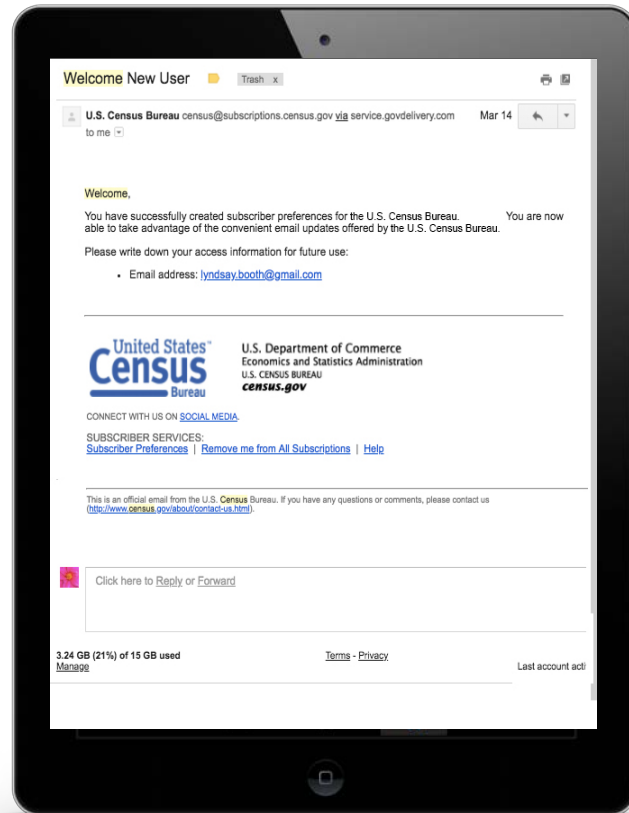 Welcome New User Trash x
U.S. Census Bureau census@subscriptions.census.gov via service.govdelivery.com Mar 14
to me
Welcome,
You have successfully created subscriber preferences for the U.S. Census Bureau. You are now
able to take advantage of the convenient email updates offered by the U.S. Census Bureau.
Please write down your access information for future use:
• Email address: lyndsay.booth@gmail.com
United States™
Census
Bureau
U.S. Department of Commerce
Economics and Statistics Administration
U.S. CENSUS BUREAU
census.gov
CONNECT WITH US ON SOCIAL MEDIA.
SUBSCRIBER SERVICES:
Subscriber Preferences | Remove me from All Subscriptions | Help
This is an official email from the U.S. Census Bureau. If you have any questions or comments, please contact us
(http://www.census.gov/about/contact-us.html).
Click here to Reply or Forward
3.24 GB (21%) of 15 GB used Terms - Privacy
Manage Last account acti